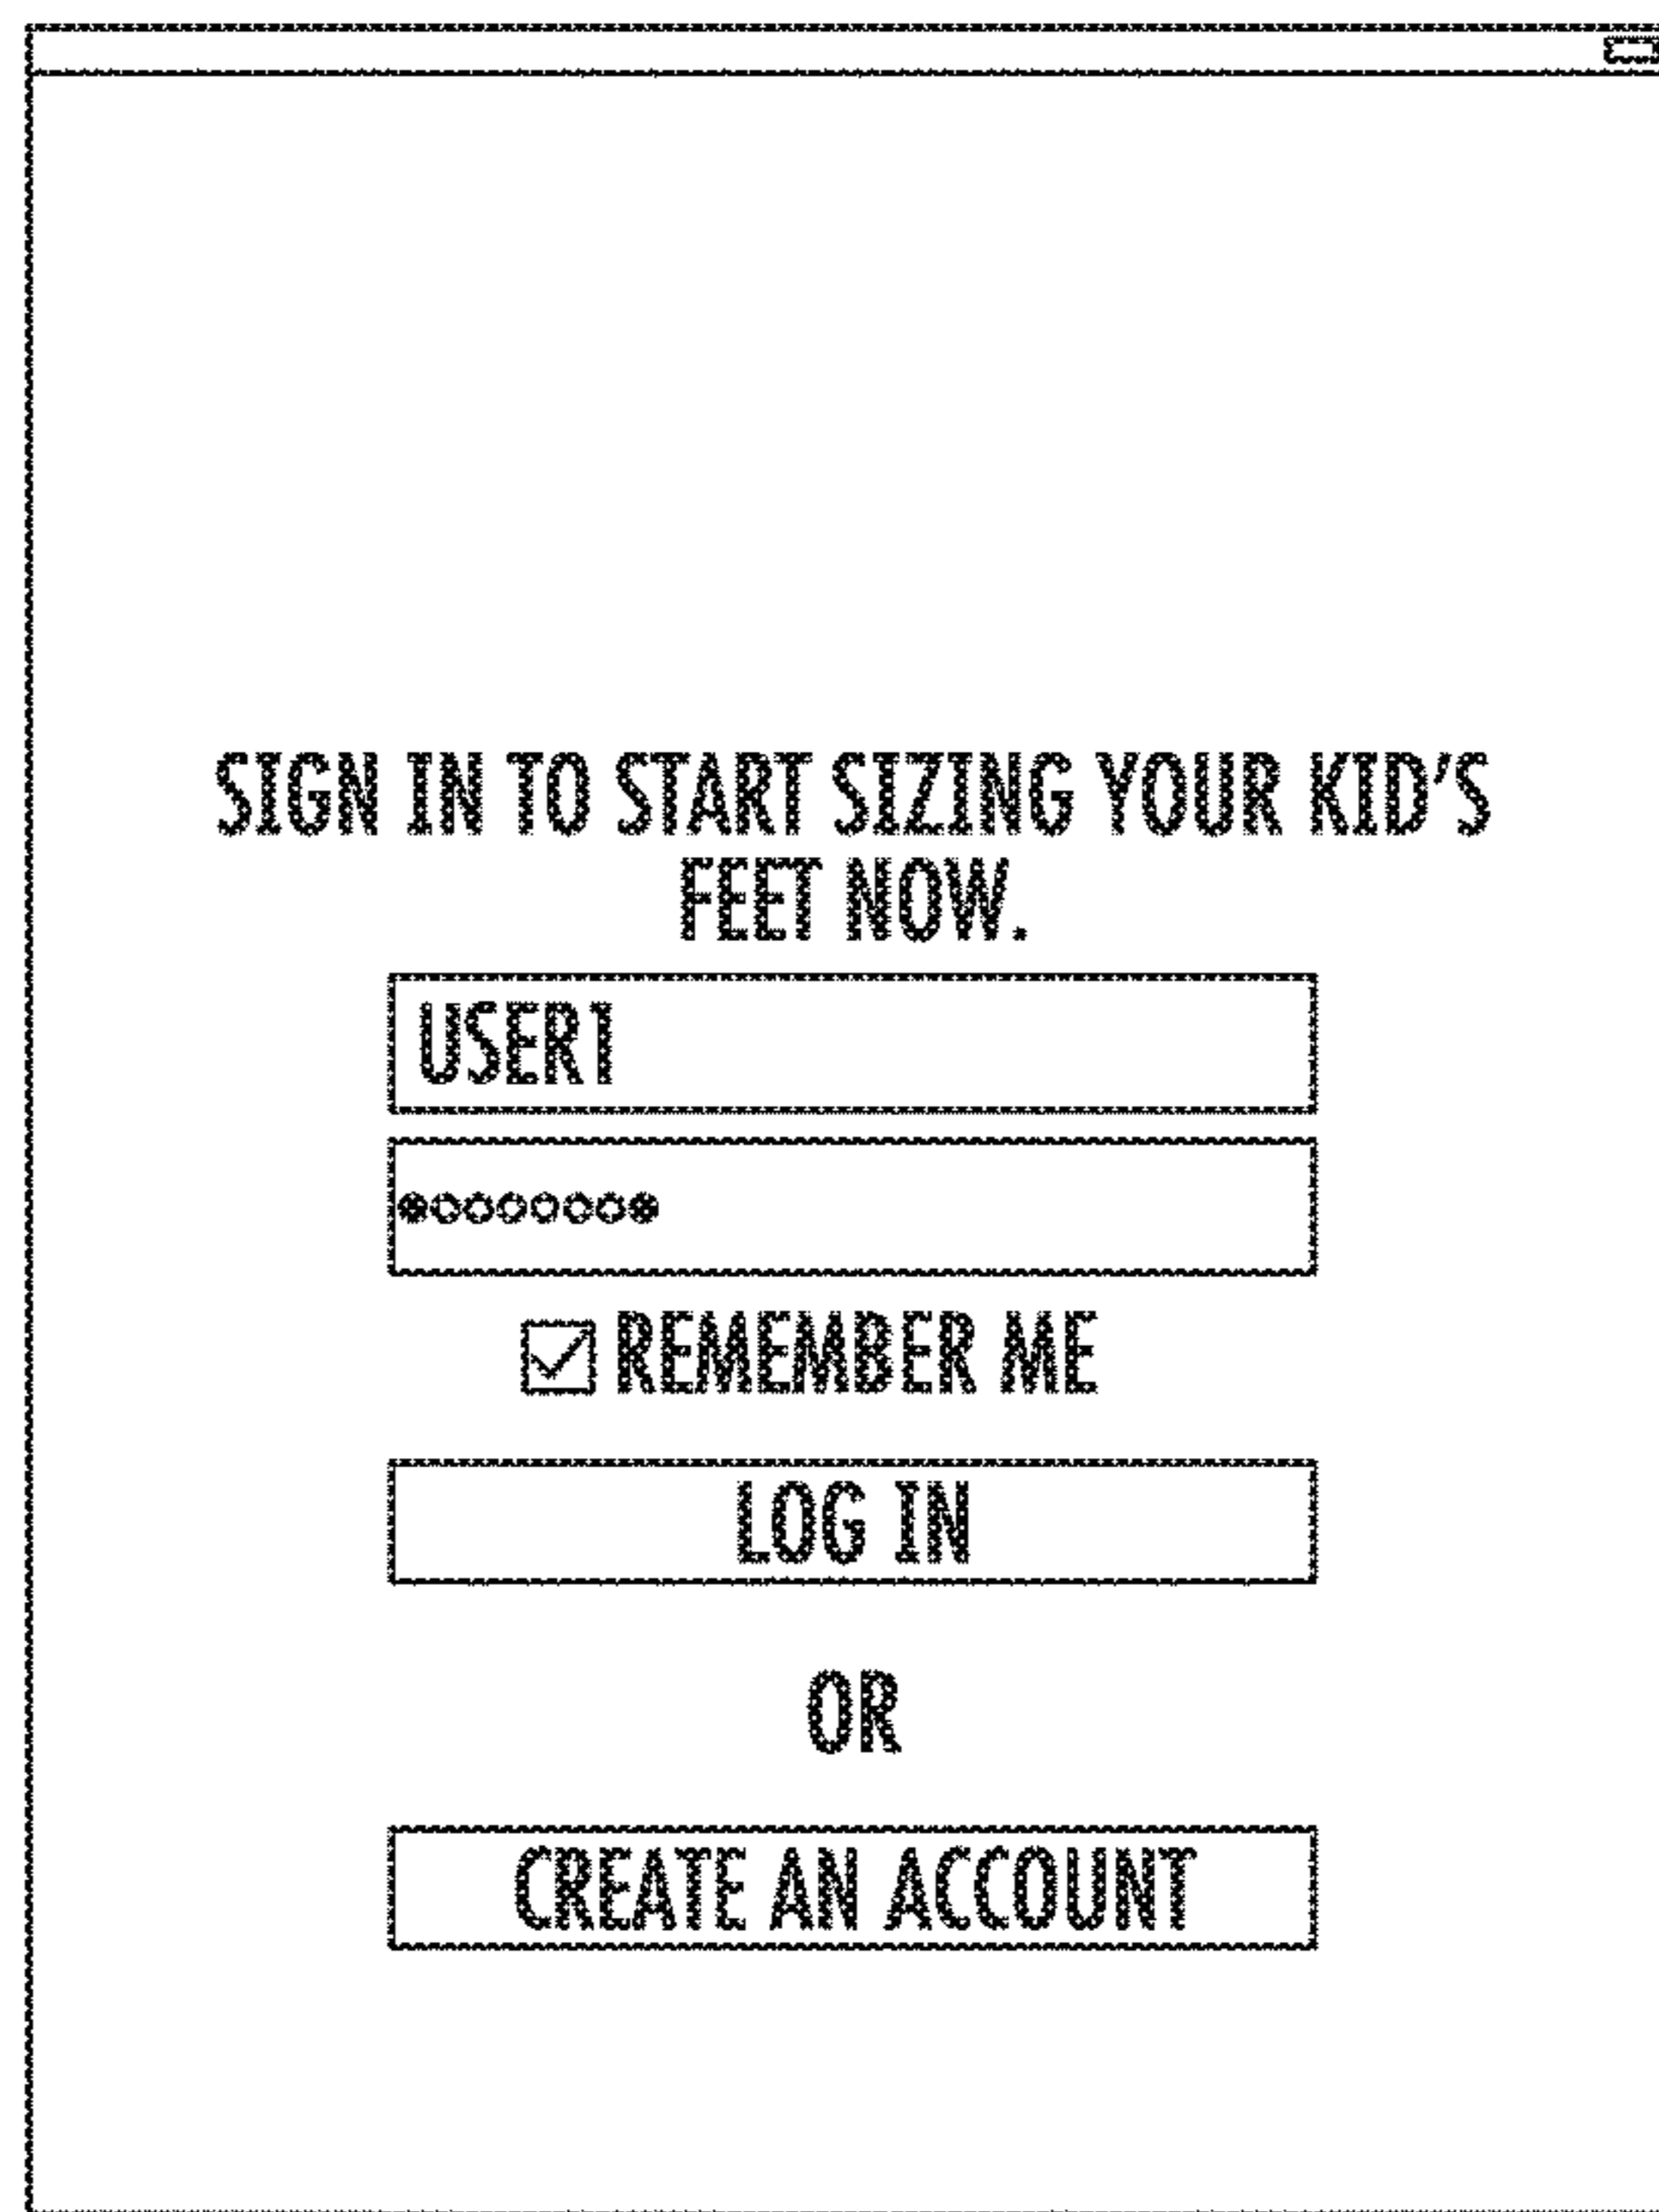 SIGN IN TO START SIZING YOUR KID'S
FEET NOW.
USER1
REMEMBER ME
LOG IN
OR
CREATE AN ACCOUNT